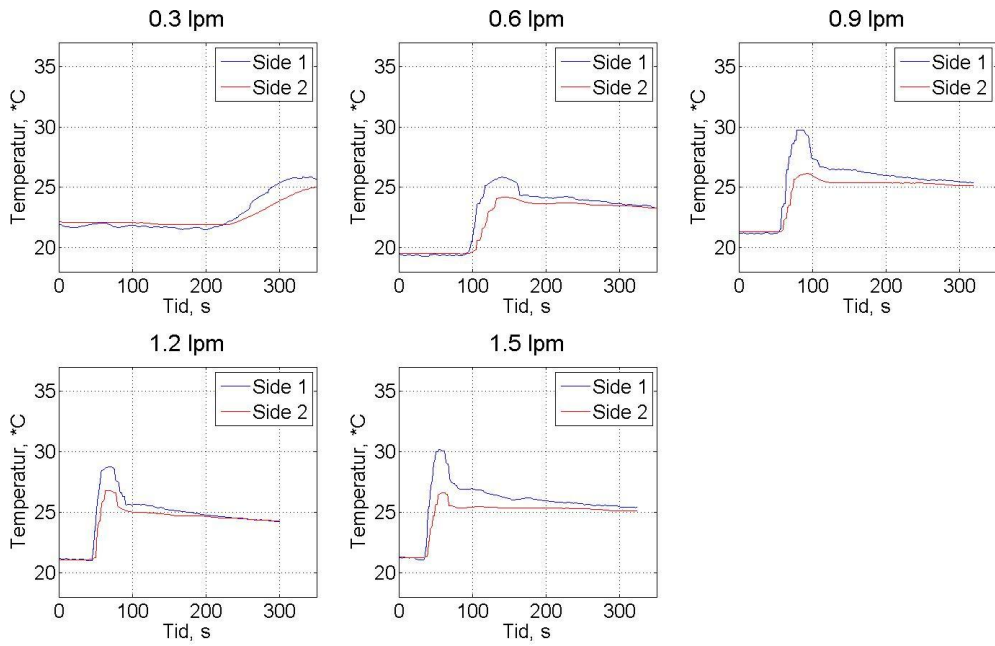 0.3 lpm
35
30
25
20
0
100
200
300
Temperatur, *C
Tid, s
Side 1
Side 2
0.6 lpm
35
30
25
20
0
100
200
300
Temperatur, *C
Tid, s
Side 1
Side 2
0.9 lpm
35
30
25
20
0
100
200
300
Temperatur, *C
Tid, s
Side 1
Side 2
1.2 lpm
35
30
25
20
0
100
200
300
Temperatur, *C
Tid, s
Side 1
Side 2
1.5 lpm
35
30
25
20
0
100
200
300
Temperatur, *C
Tid, s
Side 1
Side 2